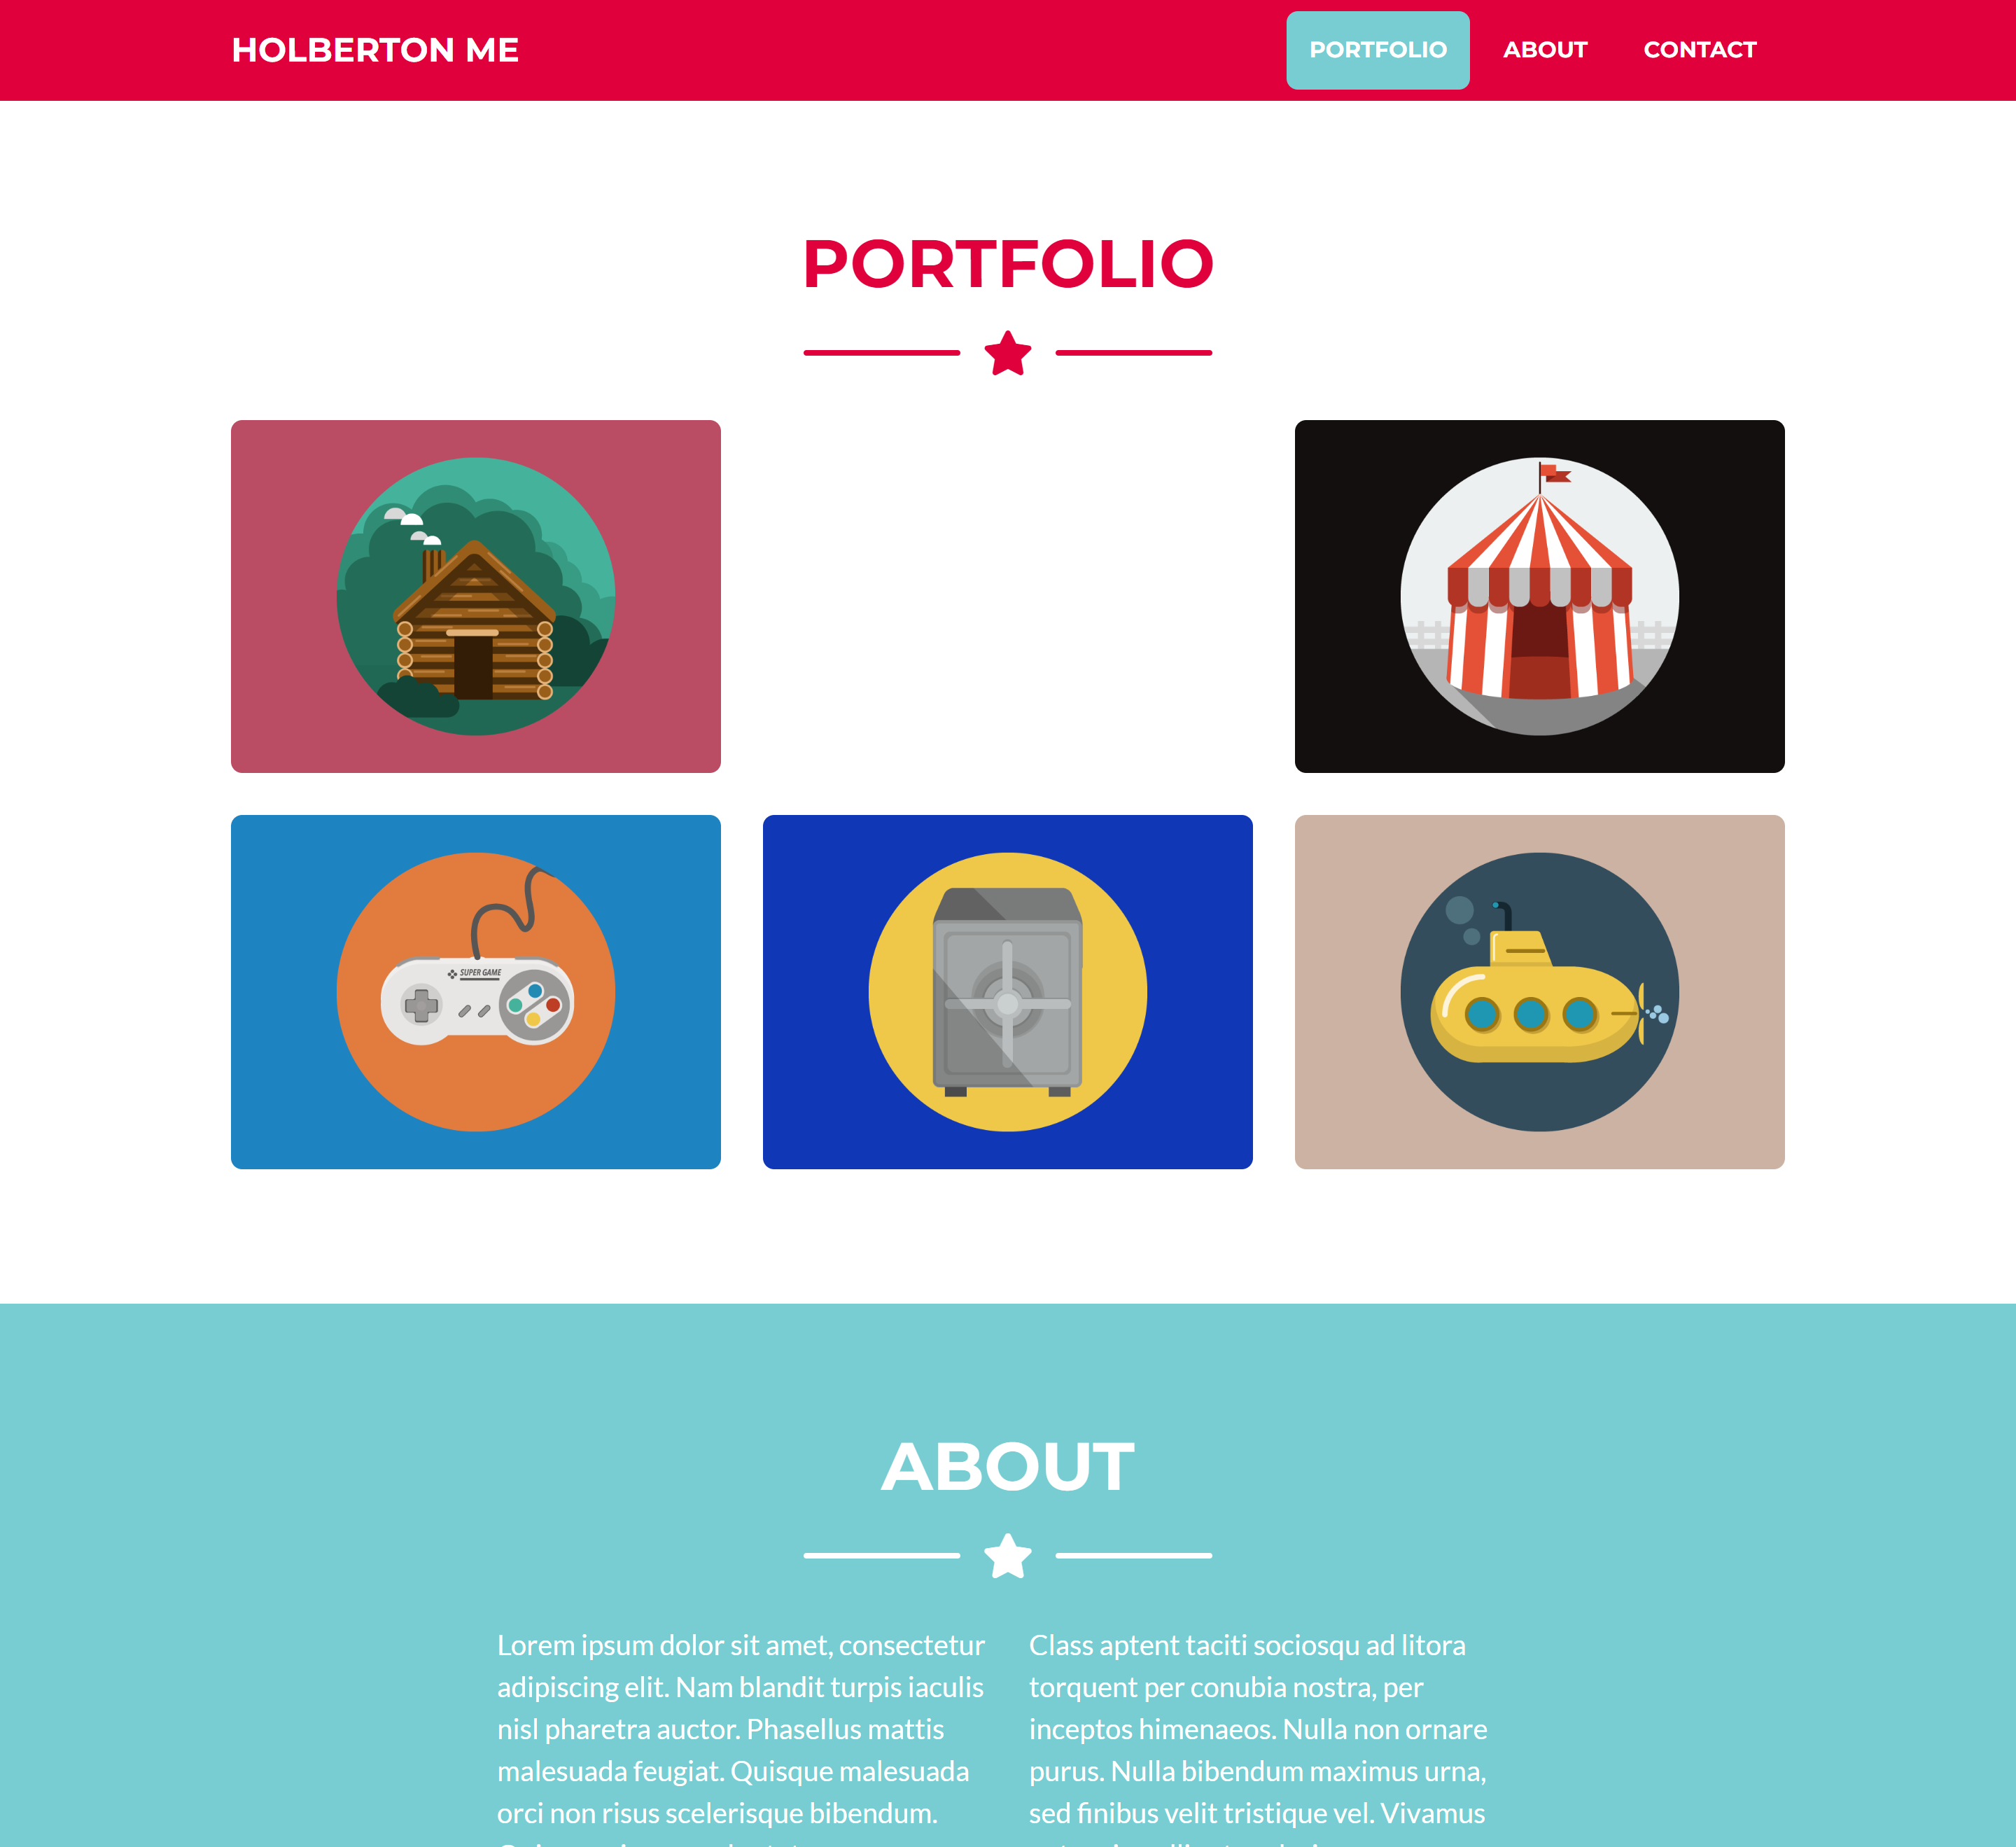 HOLBERTON ME
PORTFOLIO
ABOUT
CONTACT
PORTFOLIO
SUPER GAME
ABOUT
Lorem ipsum dolor sit amet, consectetur
adipiscing elit. Nam blandit turpis iaculis
nisl pharetra auctor. Phasellus mattis
malesuada feugiat. Quisque malesuada
orci non risus scelerisque bibendum.
Class aptent taciti sociosqu ad litora
torquent per conubia nostra, per
inceptos himenaeos. Nulla non ornare
purus. Nulla bibendum maximus urna,
sed finibus velit tristique vel. Vivamus